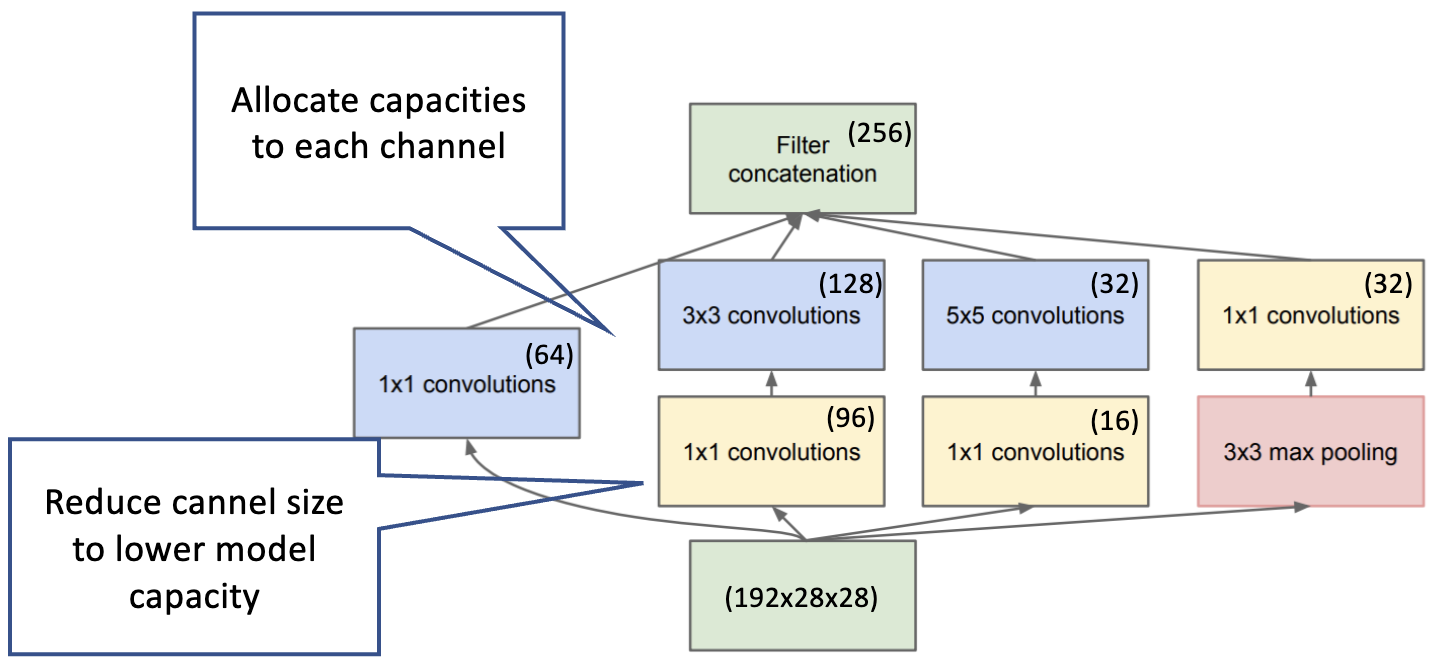 Allocate capacities
to each channel
(256)
Filter
concatenation
(128)
3x3 convolutions
(32)
5x5 convolutions
(32)
1x1 convolutions
(64)
1x1 convolutions
(96)
1x1 convolutions
(16)
1x1 convolutions
3x3 max pooling
Reduce cannel size
to lower model
capacity
(192x28x28)